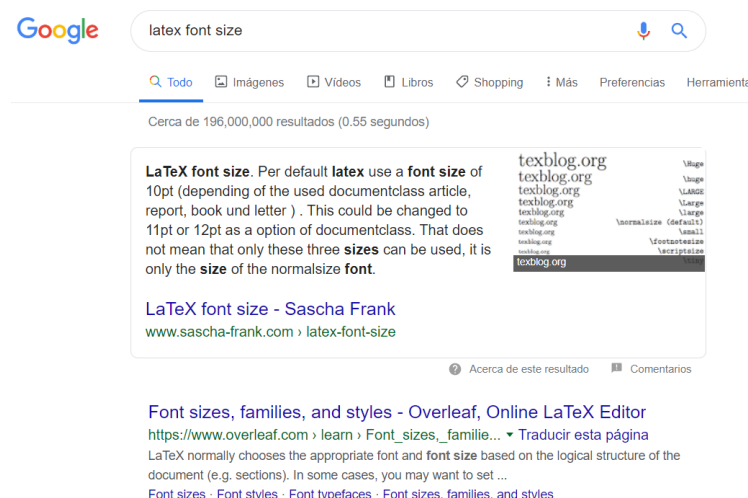 Google
latex font size
Todo Imágenes Vídeos Libros Shopping Más Preferencias Herramienta
Cerca de 196,000,000 resultados (0.55 segundos)
LaTeX font size. Per default latex use a font size of
10pt (depending of the used documentclass article,
report, book und letter ) . This could be changed to
11pt or 12pt as a option of documentclass. That does
not mean that only these three sizes can be used, it is
only the size of the normalsize font.
texblog.org \Huge
texblog.org \huge
texblog.org \LARGE
texblog.org \Large
texblog.org \large
texblog.org \normalsize (default)
texblog.org \small
texblog.org \footnotesize
texblog.org \scriptsize
texblog.org
LaTeX font size - Sascha Frank
www.sascha-frank.com › latex-font-size
Acerca de este resultado Comentarios
Font sizes, families, and styles - Overleaf, Online LaTeX Editor
https://www.overleaf.com › learn › Font_sizes,_familie... Traducir esta página
LaTeX normally chooses the appropriate font and font size based on the logical structure of the
document (e.g. sections). In some cases, you may want to set ...
Font sizes · Font styles · Font typefaces · Font sizes, families, and styles